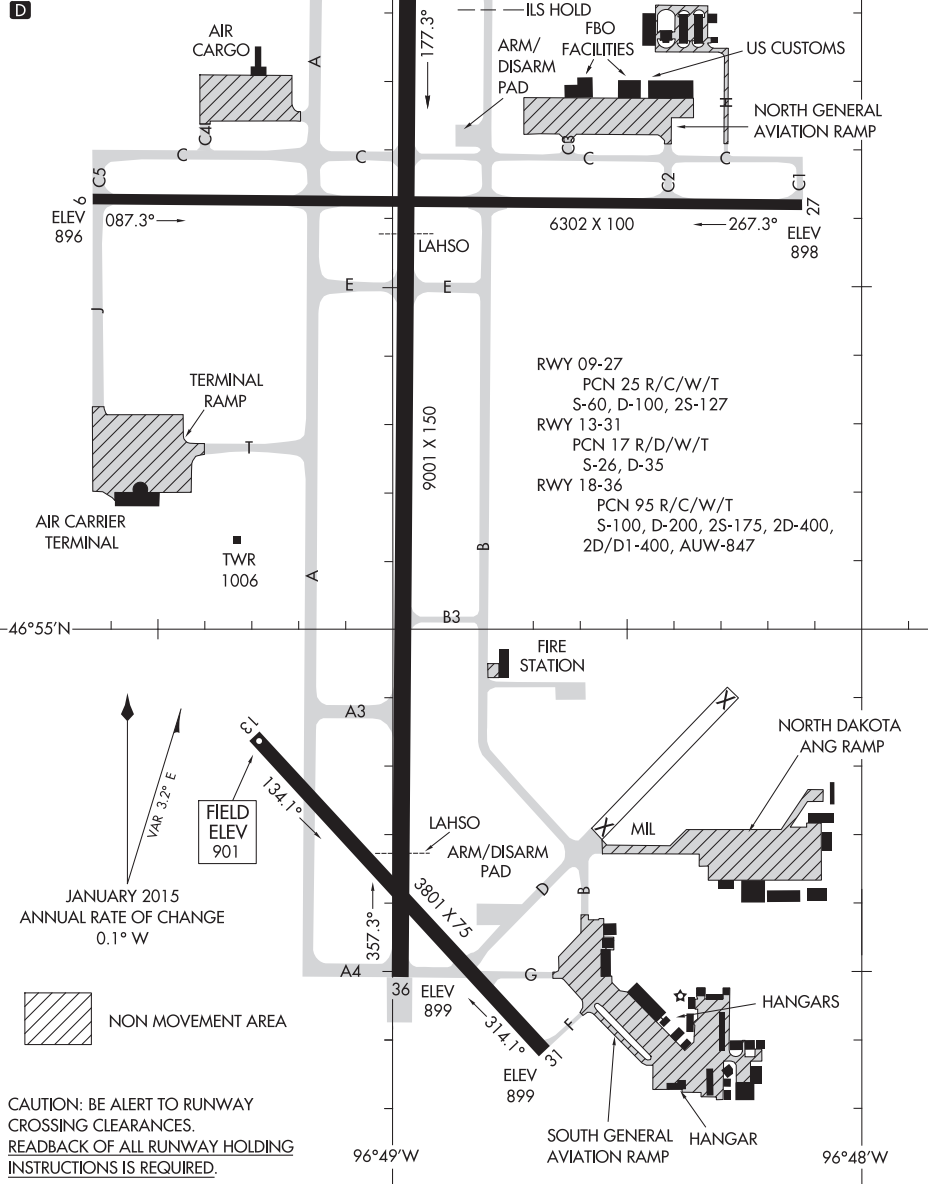 D
ILS HOLD
AIR
CARGO
ARM/
DISARM
PAD
FBO
FACILITIES
US CUSTOMS
A
177.3°
H
NORTH GENERAL
AVIATION RAMP
C4
C
C
C3
C
C
C5
C2
C1
9
ELEV
896
087.3°
6302 X 100
267.3°
27
ELEV
898
LAHSO
E
E
J
TERMINAL
RAMP
T
9001 X 150
RWY 09-27
PCN 25 R/C/W/T
S-60, D-100, 2S-127
RWY 13-31
PCN 17 R/D/W/T
S-26, D-35
RWY 18-36
PCN 95 R/C/W/T
S-100, D-200, 2S-175, 2D-400,
2D/D1-400, AUW-847
AIR CARRIER
TERMINAL
TWR
1006
A
B
B3
46°55'N
FIRE
STATION
A3
13
134.1°
VAR 3.2° E
FIELD
ELEV
901
X
X
NORTH DAKOTA
ANG RAMP
MIL
LAHSO
ARM/DISARM
PAD
JANUARY 2015
ANNUAL RATE OF CHANGE
0.1° W
357.3°
3801 X 75
D
B
A4
G
36
ELEV
899
314.1°
F
31
ELEV
899
HANGARS
NON MOVEMENT AREA
CAUTION: BE ALERT TO RUNWAY
CROSSING CLEARANCES.
READBACK OF ALL RUNWAY HOLDING
INSTRUCTIONS IS REQUIRED.
SOUTH GENERAL
AVIATION RAMP
HANGAR
96°49'W
96°48'W